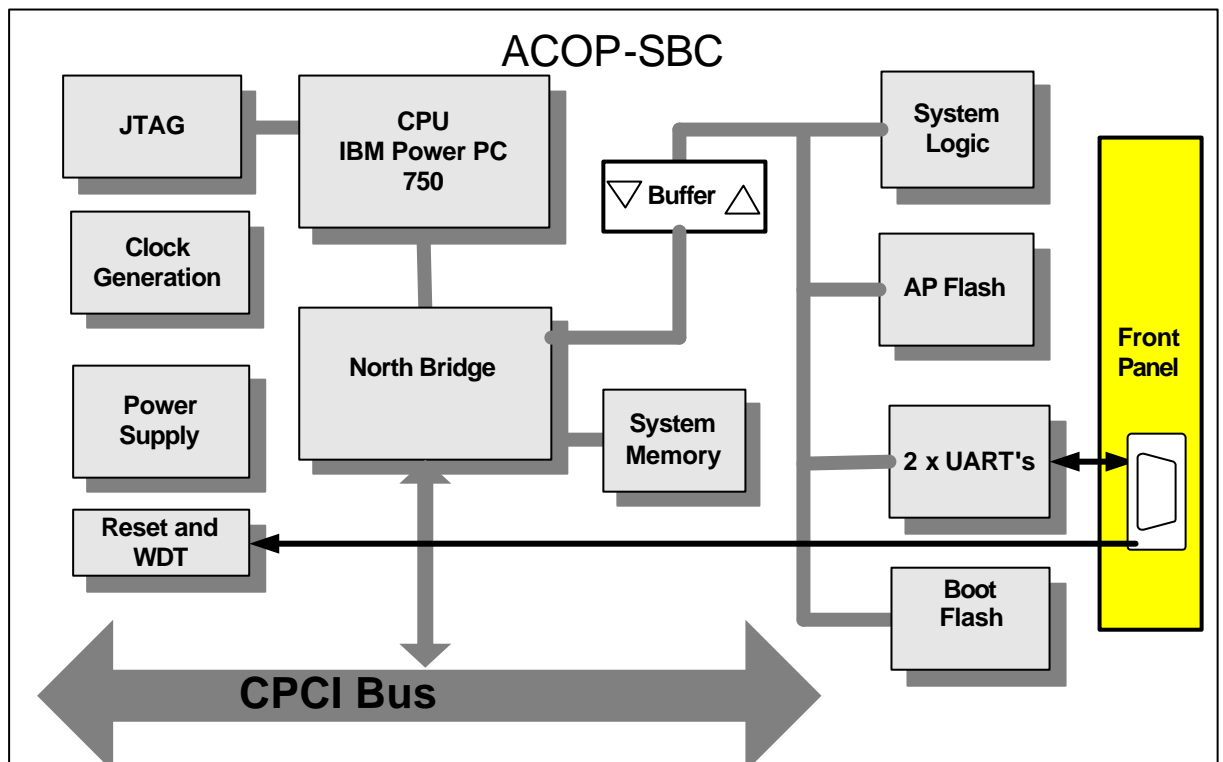 ACOP-SBC
JTAG
CPU
IBM Power PC
750
System
Logic
Buffer
Clock
Generation
AP Flash
Front
Panel
North Bridge
Power
Supply
System
Memory
2 x UART's
Reset and
WDT
Boot
Flash
CPCI Bus